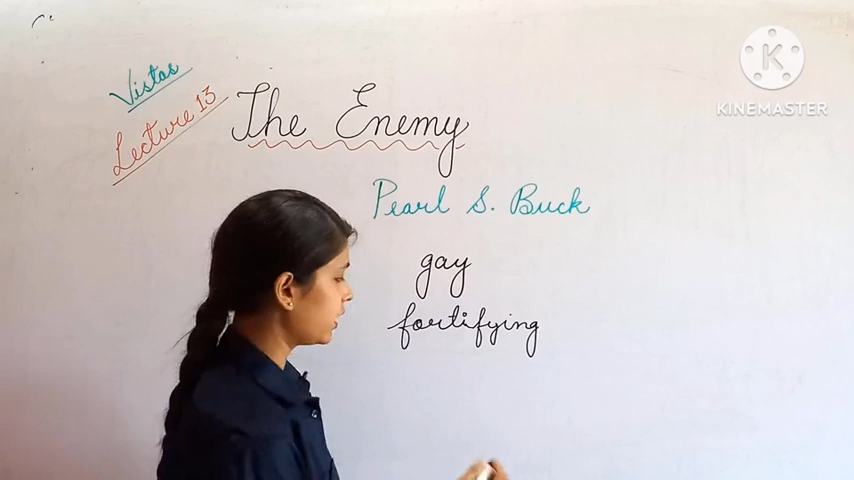 Vistas
Lecture 13
The Enemy
Pearl S. Buck
gay
fortifying
K
KINEMASTER